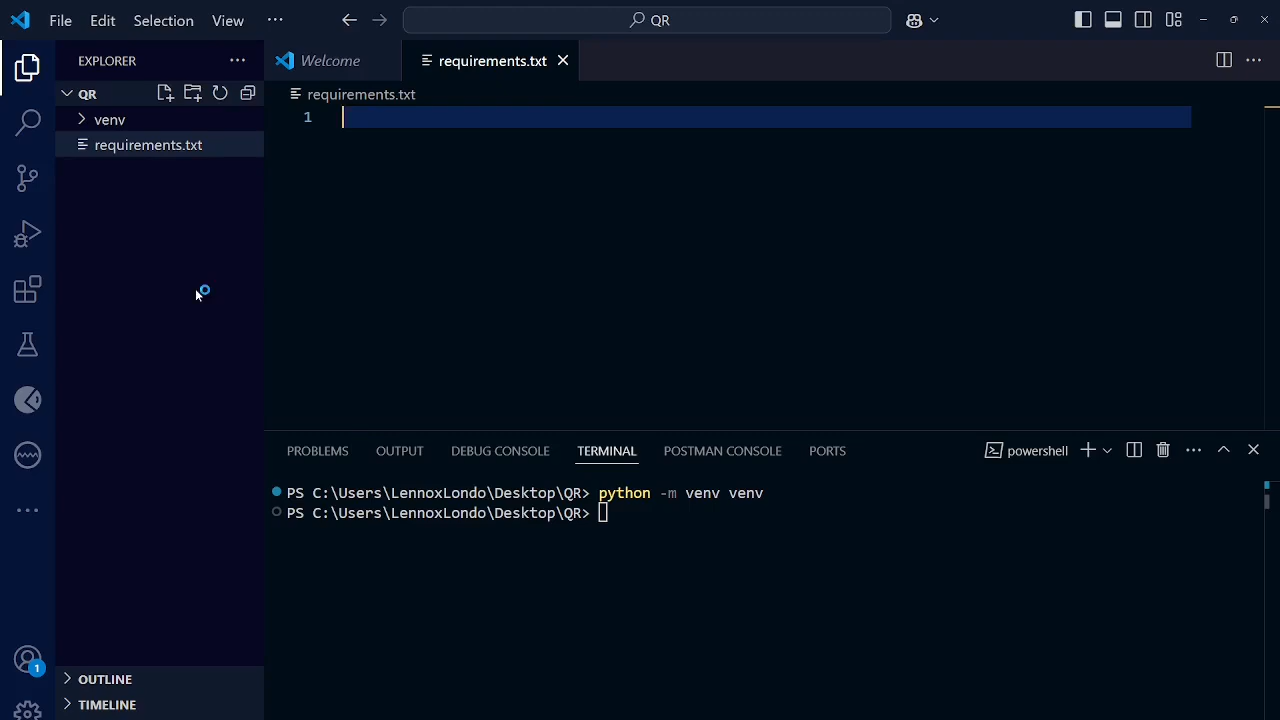 File Edit Selection View ··· QR
EXPLORER ···
Welcome requirements.txt
QR
requirements.txt
venv
1
requirements.txt
PROBLEMS OUTPUT DEBUG CONSOLE TERMINAL POSTMAN CONSOLE PORTS powershell
PS C:\Users\LennoxLondo\Desktop\QR> python -m venv venv
PS C:\Users\LennoxLondo\Desktop\QR>
1
OUTLINE
TIMELINE